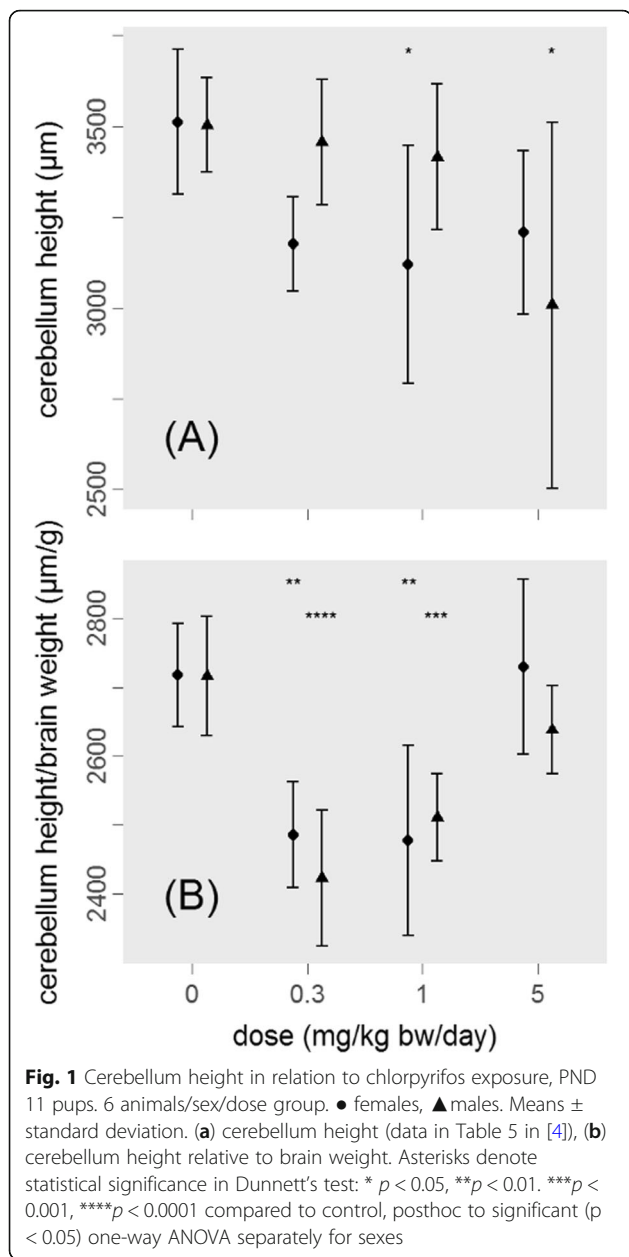 cerebellum height (µm)
3500
3000
2500
* *
(A)
cerebellum height/brain weight (µm/g)
2800
2600
2400
** **
**** ***
(B)
0 0.3 1 5
dose (mg/kg bw/day)
Fig. 1 Cerebellum height in relation to chlorpyrifos exposure, PND
11 pups. 6 animals/sex/dose group. ● females, ▲males. Means ±
standard deviation. (a) cerebellum height (data in Table 5 in [4]), (b)
cerebellum height relative to brain weight. Asterisks denote
statistical significance in Dunnett's test: * p < 0.05, **p < 0.01. ***p <
0.001, ****p < 0.0001 compared to control, posthoc to significant (p
< 0.05) one-way ANOVA separately for sexes